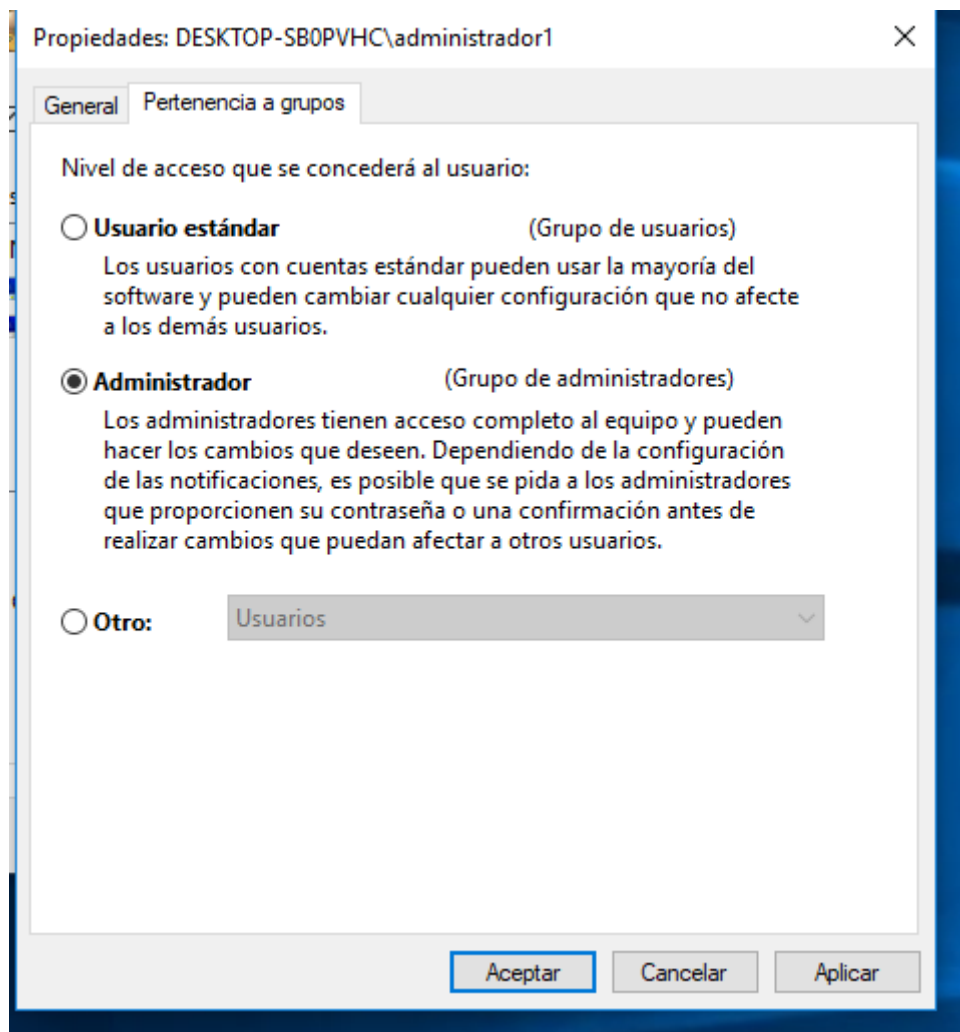 Propiedades: DESKTOP-SB0PVHC\administrador1
General
Pertenencia a grupos
Nivel de acceso que se concederá al usuario:
Usuario estándar (Grupo de usuarios)
Los usuarios con cuentas estándar pueden usar la mayoría del
software y pueden cambiar cualquier configuración que no afecte
a los demás usuarios.
Administrador (Grupo de administradores)
Los administradores tienen acceso completo al equipo y pueden
hacer los cambios que deseen. Dependiendo de la configuración
de las notificaciones, es posible que se pida a los administradores
que proporcionen su contraseña o una confirmación antes de
realizar cambios que puedan afectar a otros usuarios.
Otro: Usuarios
Aceptar Cancelar Aplicar